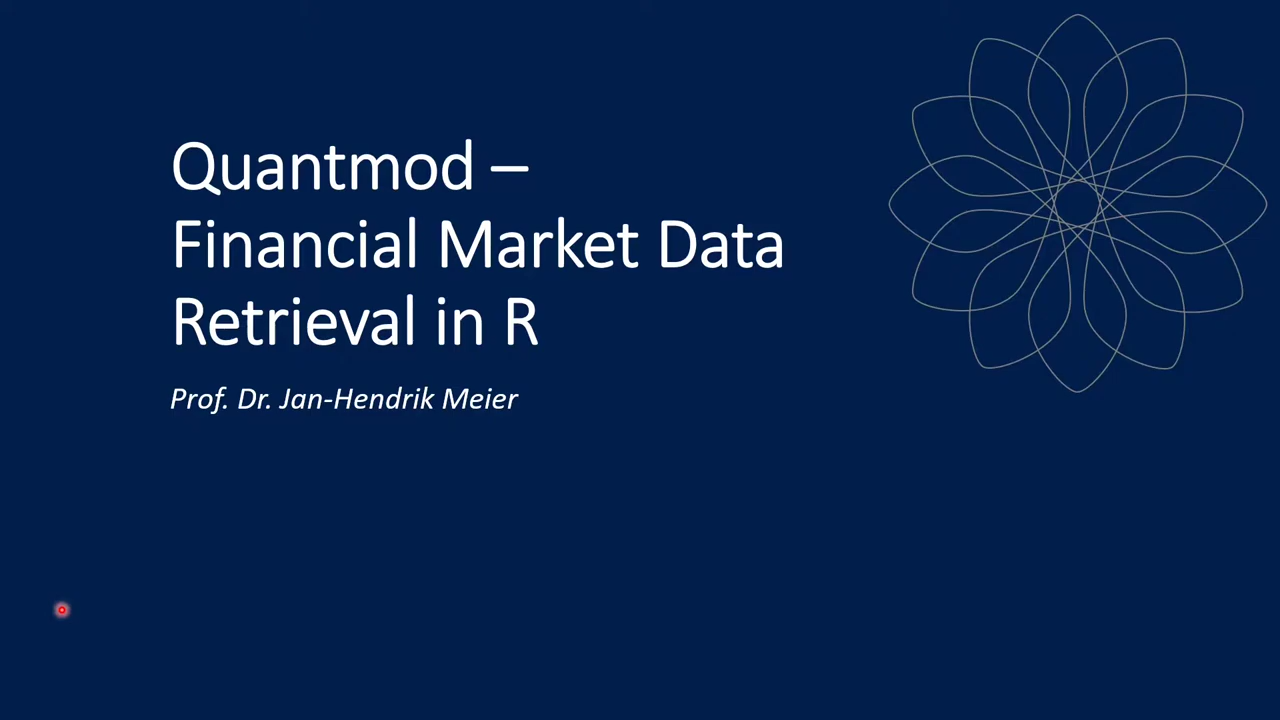 Quantmod –
Financial Market Data
Retrieval in R
Prof. Dr. Jan-Hendrik Meier